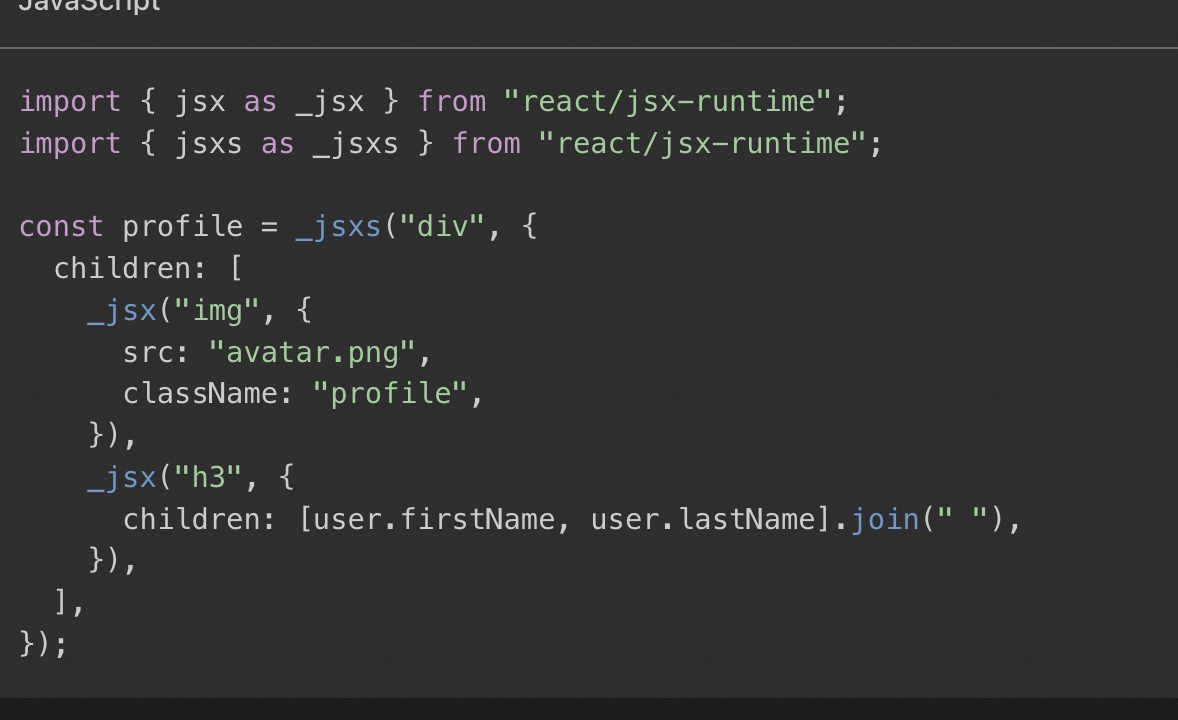 JavaScript
import { jsx as _jsx } from "react/jsx-runtime";
import { jsxs as _jsxs } from "react/jsx-runtime";

const profile = _jsxs("div", {
  children: [
    _jsx("img", {
      src: "avatar.png",
      className: "profile",
    }),
    _jsx("h3", {
      children: [user.firstName, user.lastName].join(" "),
    }),
  ],
});